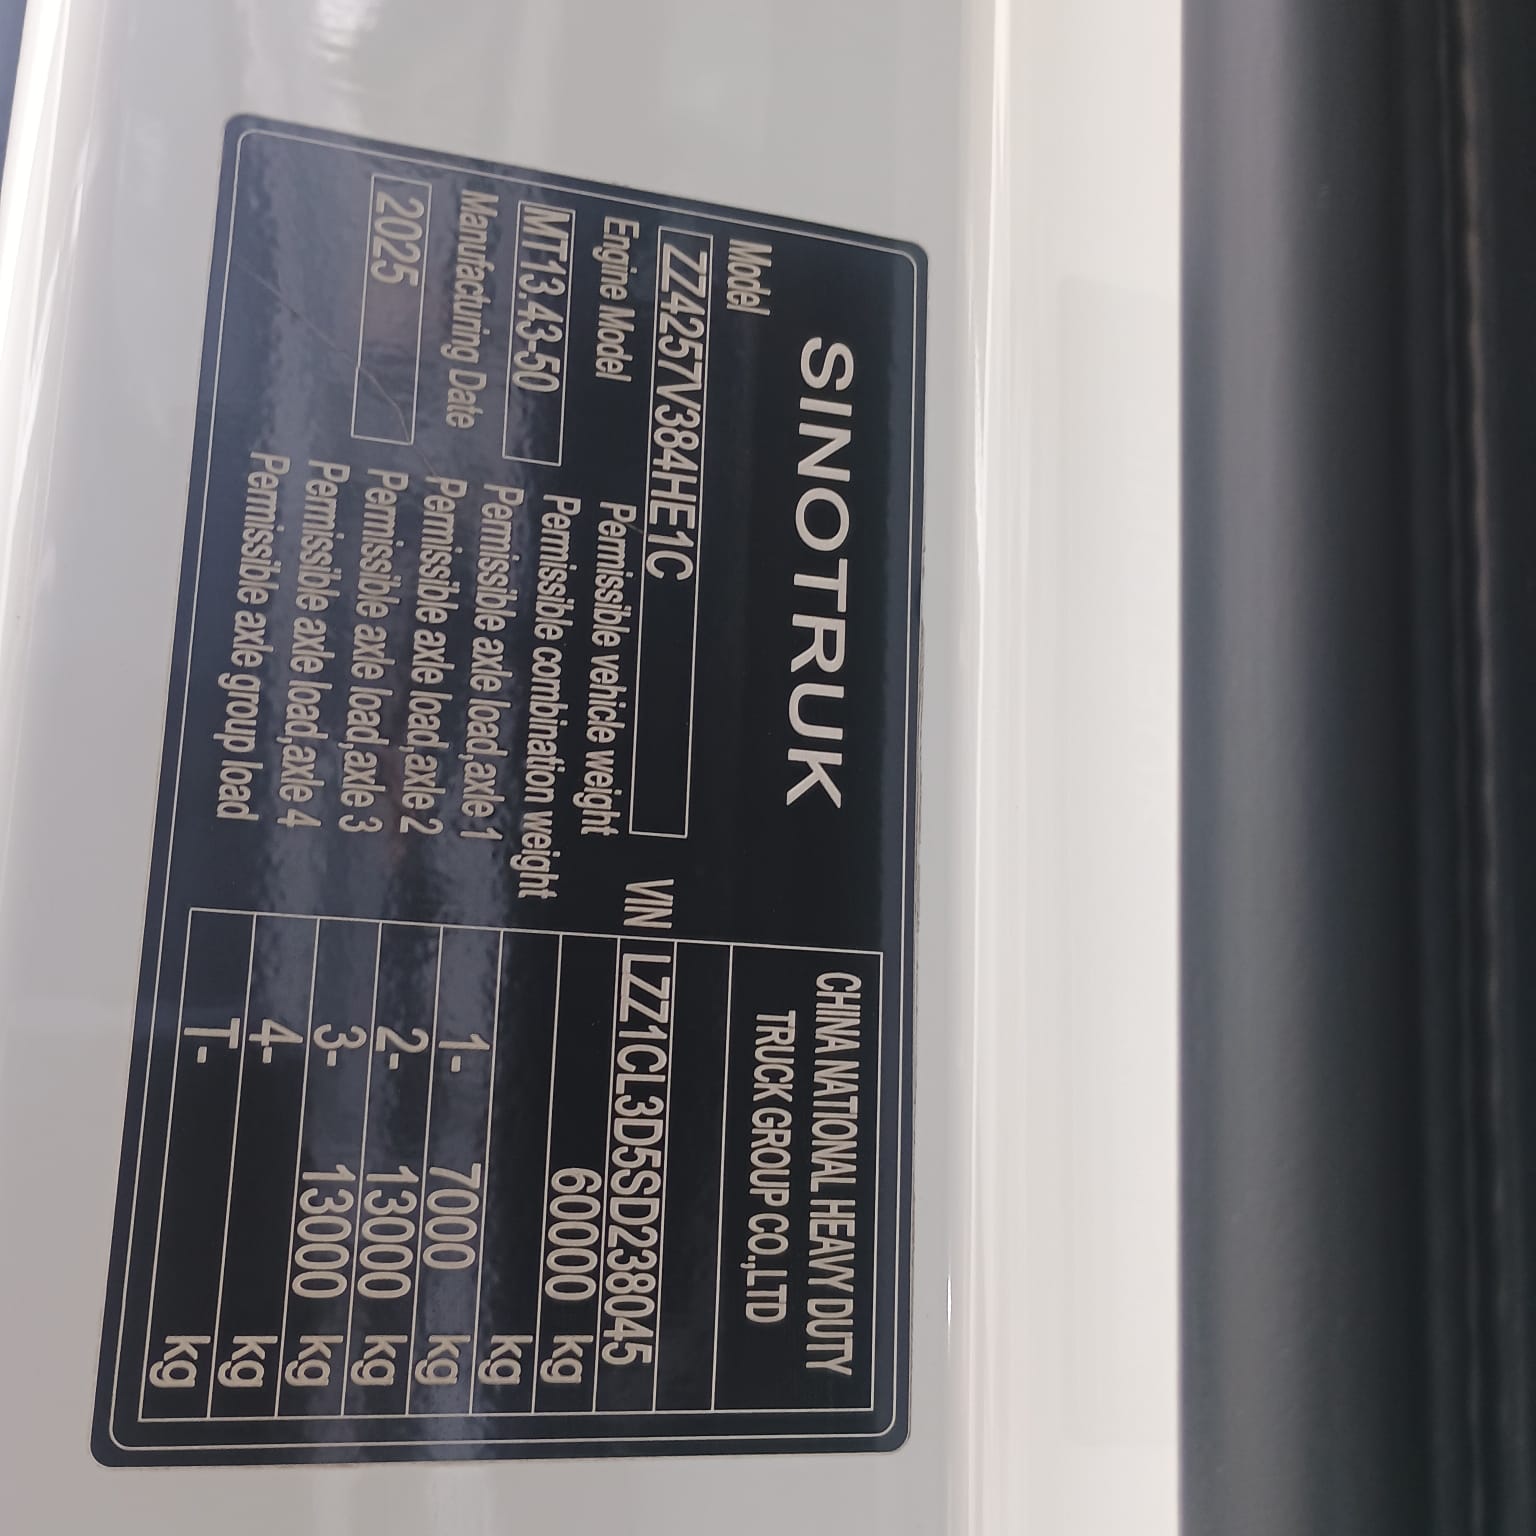 SINOTRUK
CHINA NATIONAL HEAVY DUTY
TRUCK GROUP CO.,LTD
Model
ZZ4257V384HE1C
VIN LZZ1CL3D5SD238045
Engine Model
MT13.43-50
Manufacturing Date
2025
Permissible vehicle weight 60000 kg
Permissible combination weight kg
Permissible axle load,axle 1 1- 7000 kg
Permissible axle load,axle 2 2- 13000 kg
Permissible axle load,axle 3 3- 13000 kg
Permissible axle load,axle 4 4- kg
Permissible axle group load T- kg